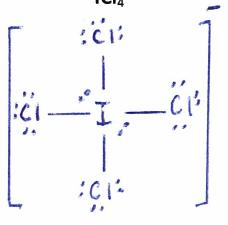 ICl₄
−
:Cl:
:Cl — I — Cl:
:Cl: